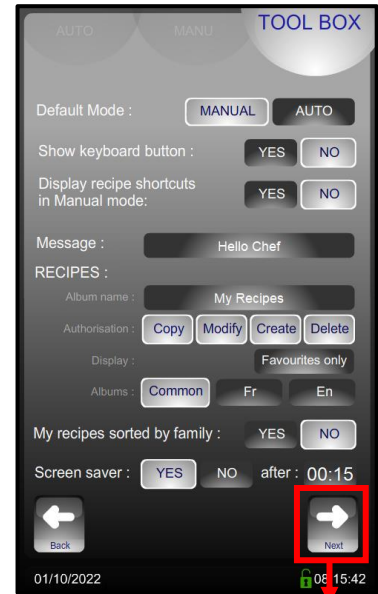 AUTO MANU TOOL BOX
Default Mode : MANUAL AUTO
Show keyboard button : YES NO
Display recipe shortcuts
in Manual mode: YES NO
Message : Hello Chef
RECIPES :
Album name : My Recipes
Authorisation : Copy Modify Create Delete
Display : Favourites only
Albums : Common Fr En
My recipes sorted by family : YES NO
Screen saver : YES NO after : 00:15
Back Next
01/10/2022 08:15:42